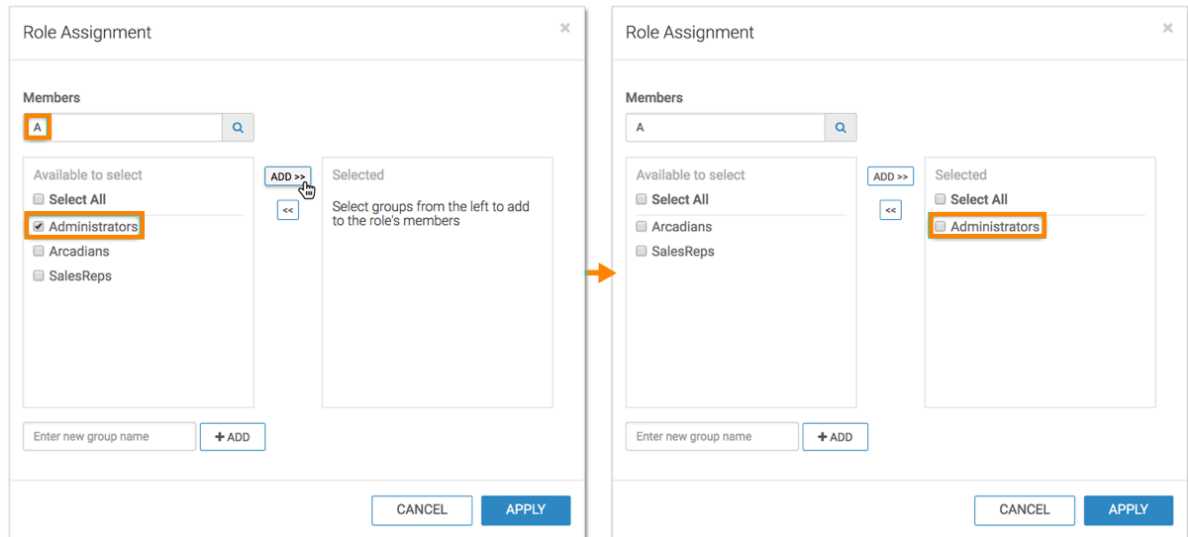 Role Assignment ×
Members
A
Available to select
Select All
Administrators
Arcadians
SalesReps
ADD >>
<<
Selected
Select groups from the left to add
to the role's members
Enter new group name
+ ADD
CANCEL
APPLY
Role Assignment ×
Members
A
Available to select
Select All
Arcadians
SalesReps
ADD >>
<<
Selected
Select All
Administrators
Enter new group name
+ ADD
CANCEL
APPLY